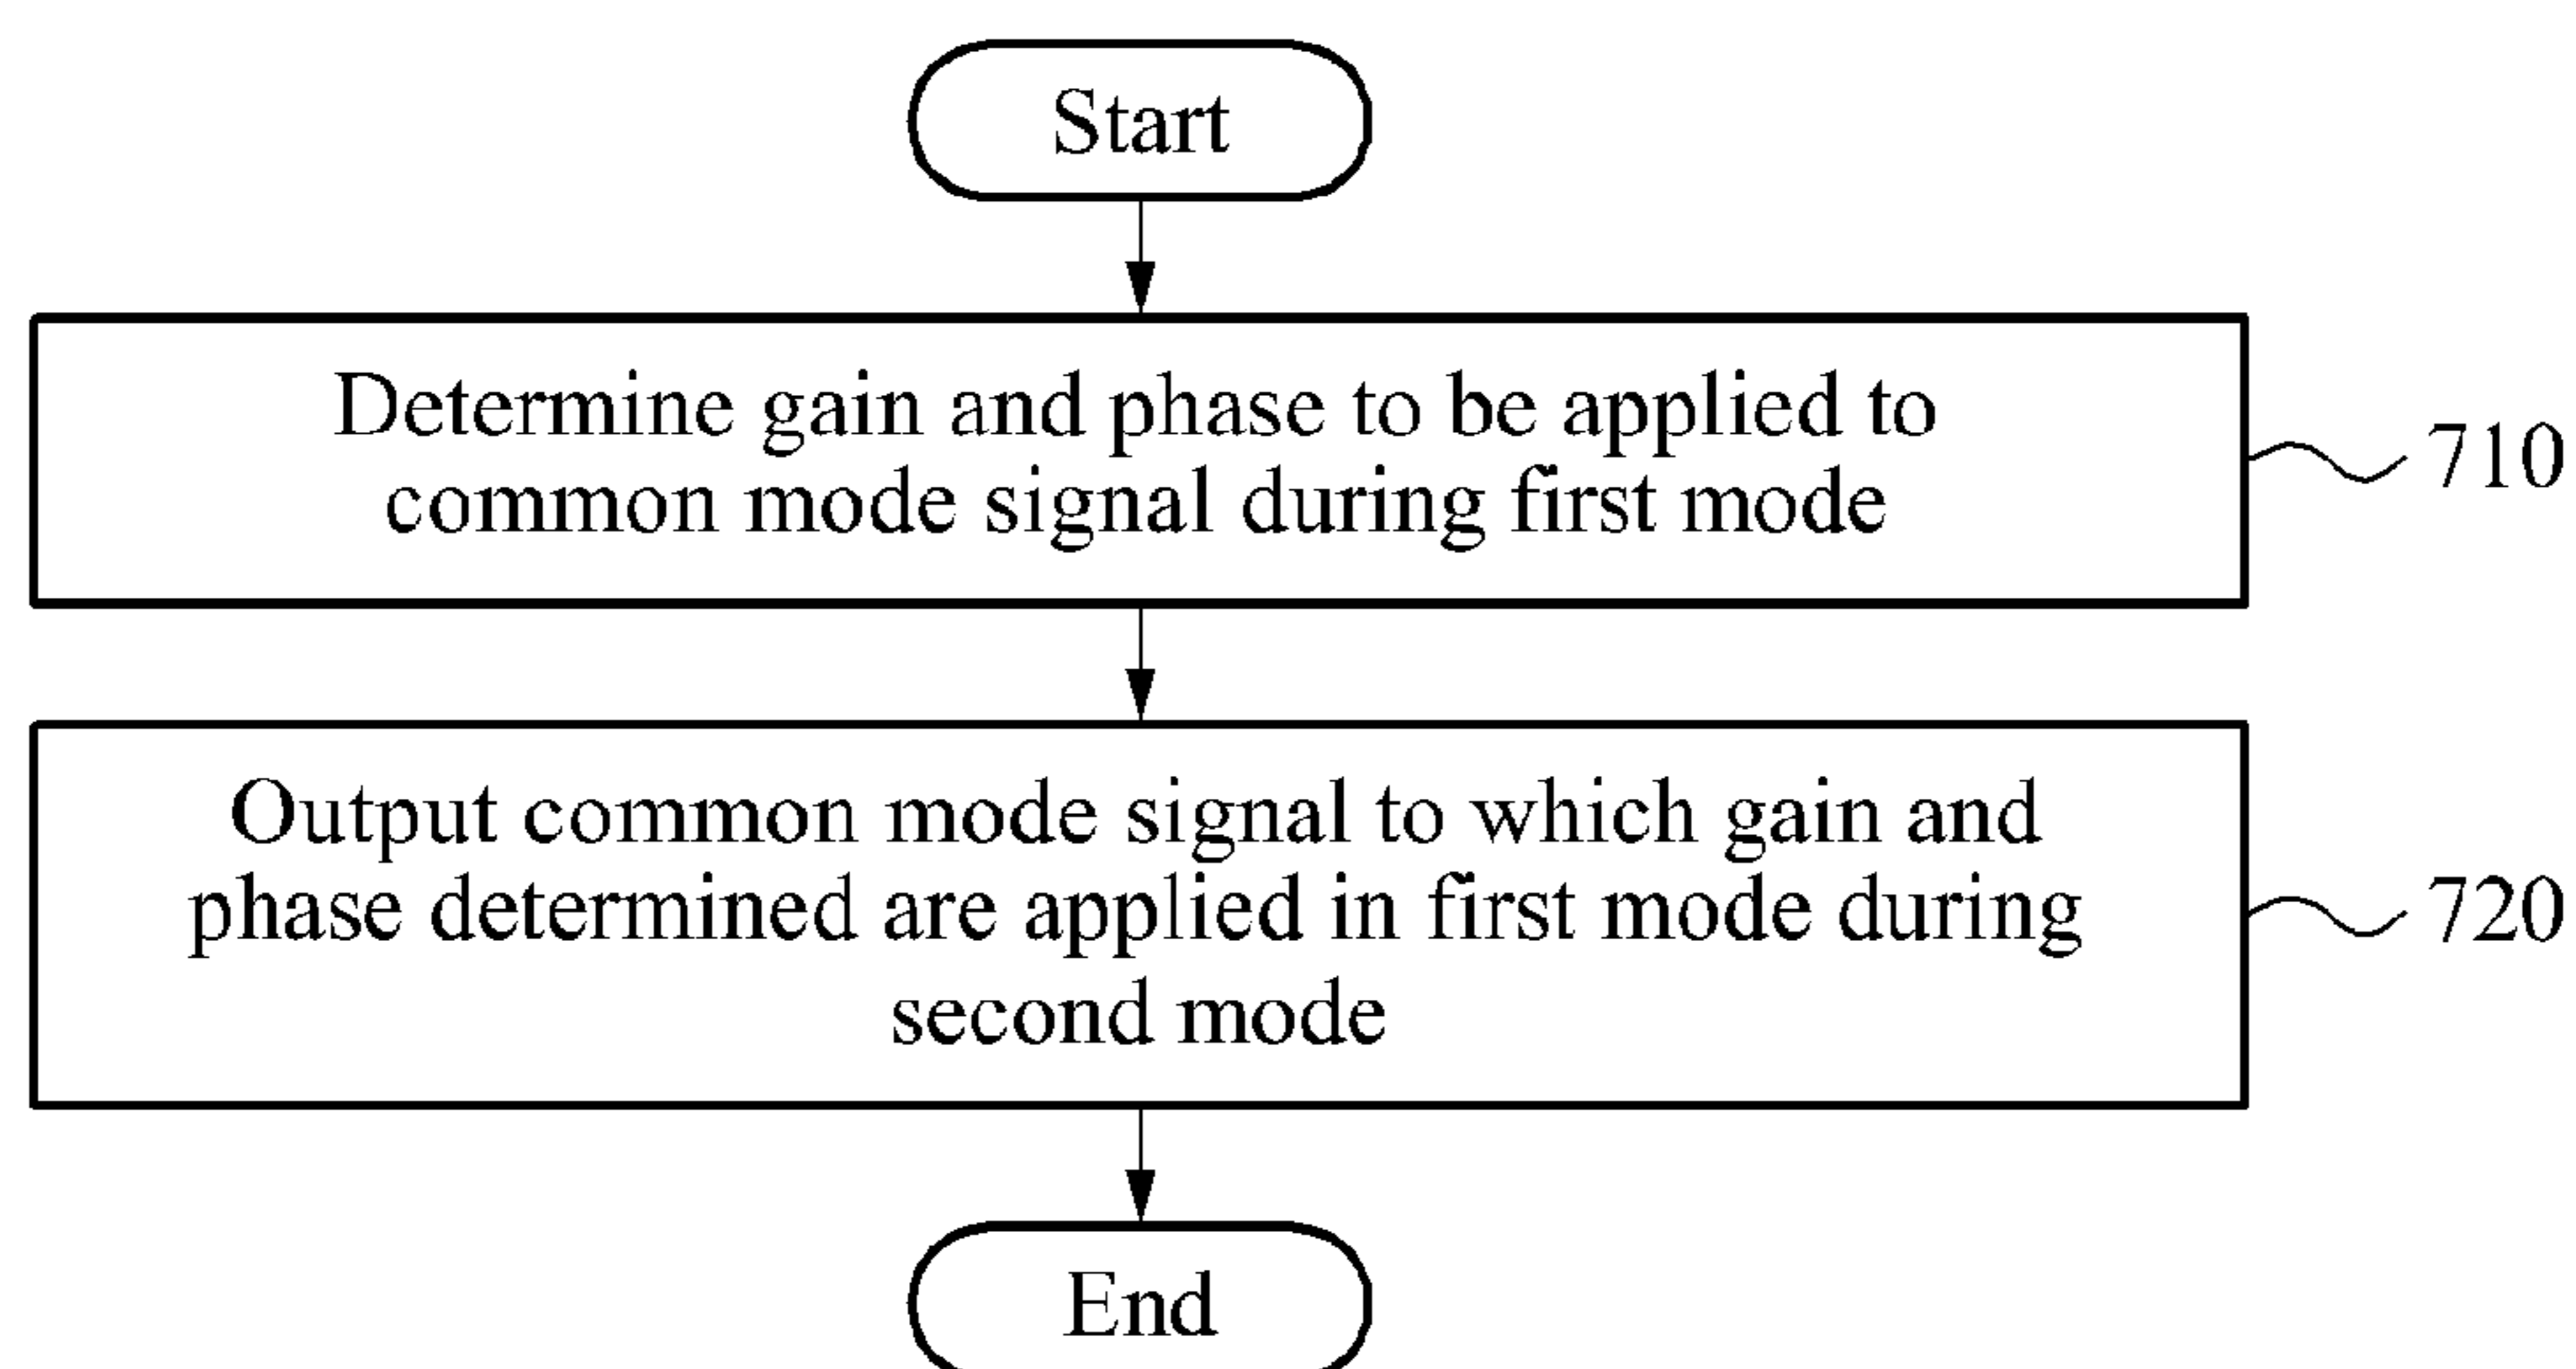 Start
Determine gain and phase to be applied to
common mode signal during first mode
710
Output common mode signal to which gain and
phase determined are applied in first mode during
second mode
720
End